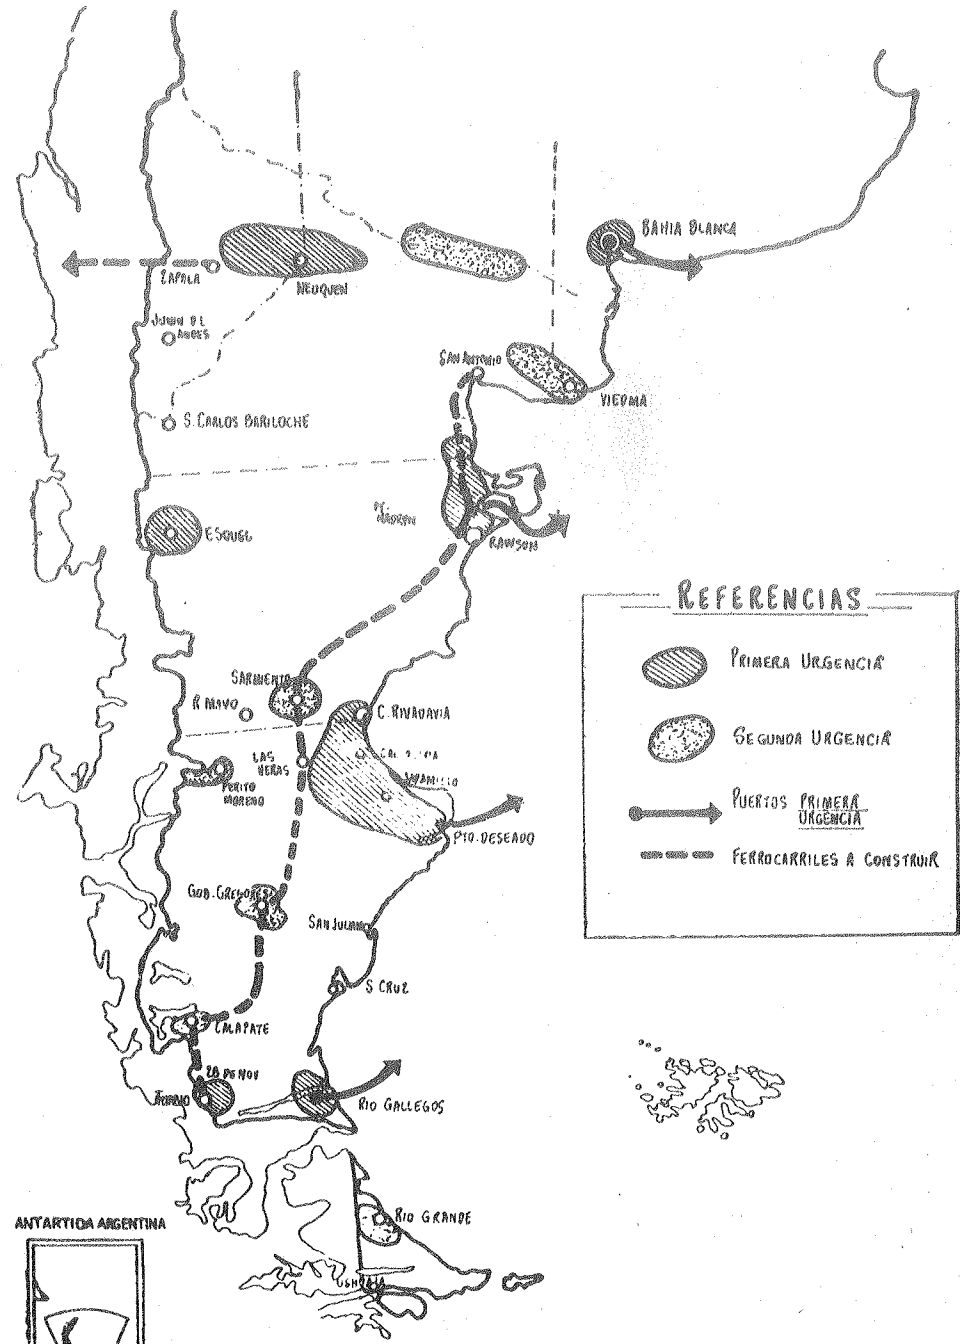 BAHIA BLANCA
ZAPALA
NEUQUEN
JUNIN DE L
ANDES
SAN ANTONIO
VIEDMA
S. CARLOS BARILOCHE
ESQUEL
RAWSON
REFERENCIAS
PRIMERA URGENCIA
SEGUNDA URGENCIA
PUERTOS PRIMERA
URGENCIA
FERROCARRILES A CONSTRUIR
SARMIENTO
R MAYO
C. RIVADAVIA
LAS
HERAS
PERITO
MORENO
PTO. DESEADO
GOB. GREGORES
SAN JULIAN
S CRUZ
CALAFATE
28 DE NOV
RIO GALLEGOS
RIO GRANDE
USHUAIA
ANTARTIDA ARGENTINA